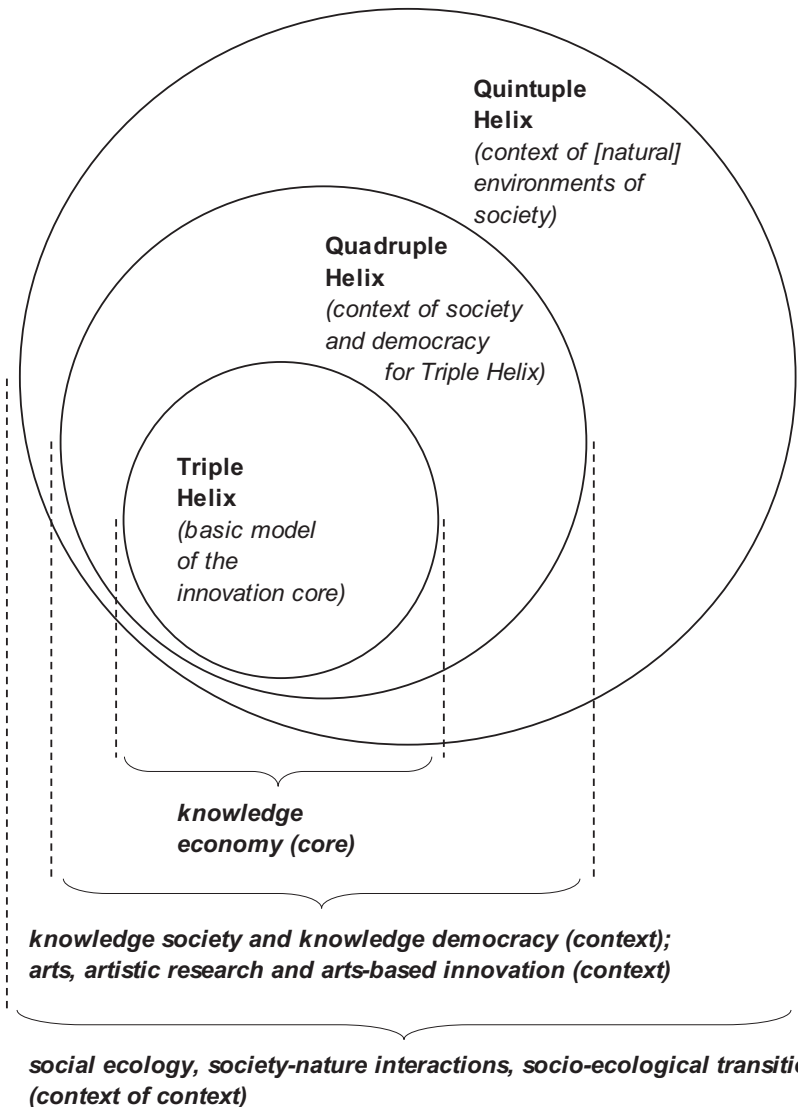 Quintuple
Helix
(context of [natural]
environments of
society)
Quadruple
Helix
(context of society
and democracy
for Triple Helix)
Triple
Helix
(basic model
of the
innovation core)
knowledge
economy (core)
knowledge society and knowledge democracy (context);
arts, artistic research and arts-based innovation (context)
social ecology, society-nature interactions, socio-ecological
(context of context)